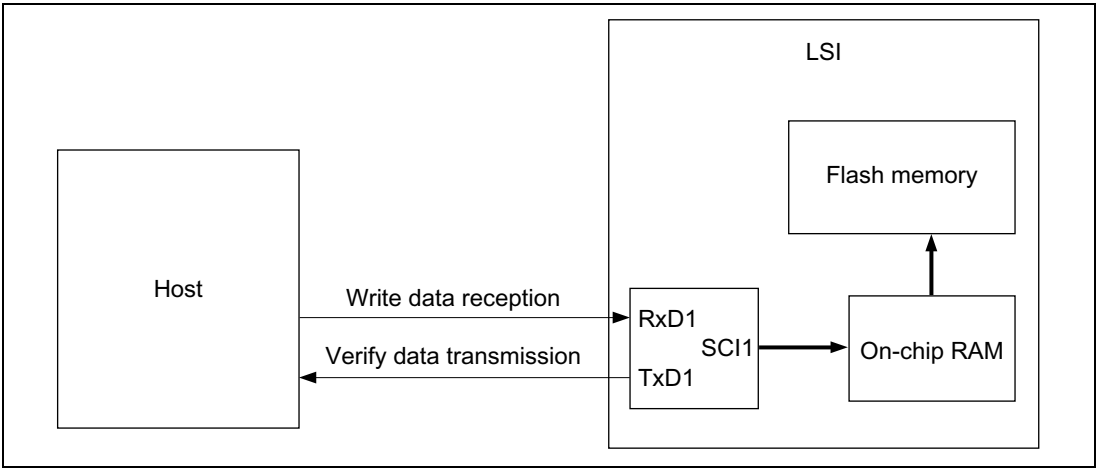 LSI
Flash memory
Host
Write data reception
RxD1
SCI1
On-chip RAM
Verify data transmission
TxD1